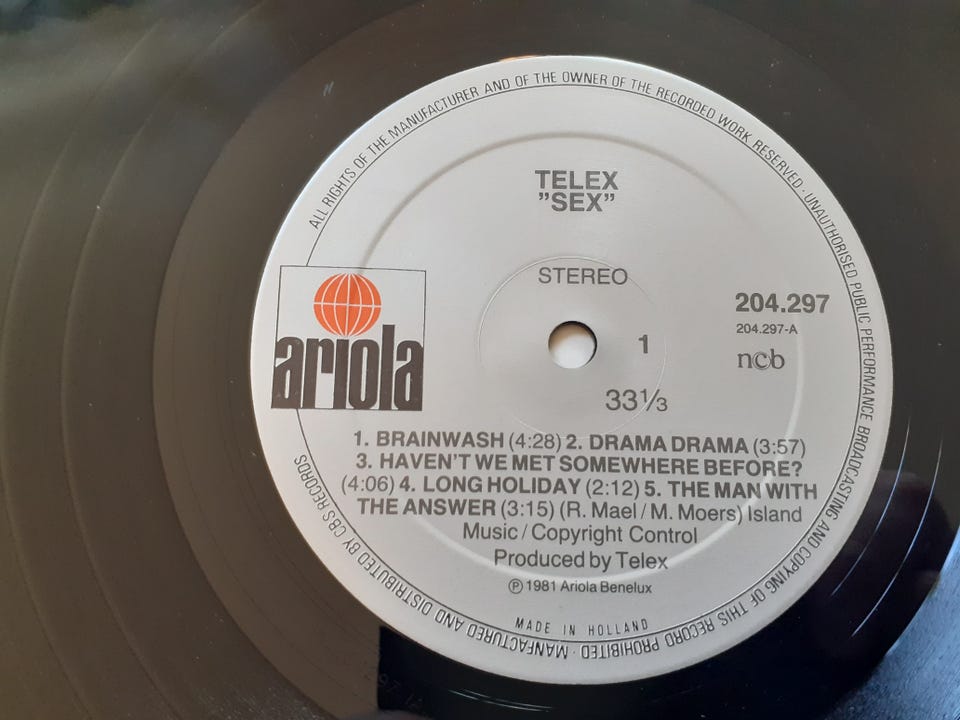 ALL RIGHTS OF THE MANUFACTURER AND OF THE OWNER OF THE RECORDED WORK RESERVED · UNAUTHORISED PUBLIC PERFORMANCE BROADCASTING AND COPYING OF THIS RECORD PROHIBITED · MANFACTURED AND DISTRIBUTED BY CBS RECORDS
TELEX
"SEX"
STEREO
ariola
204.297
204.297-A
1
ncb
33⅓
1. BRAINWASH (4:28) 2. DRAMA DRAMA (3:57)
3. HAVEN'T WE MET SOMEWHERE BEFORE?
(4:06) 4. LONG HOLIDAY (2:12) 5. THE MAN WITH
THE ANSWER (3:15) (R. Mael / M. Moers) Island
Music / Copyright Control
Produced by Telex
℗ 1981 Ariola Benelux
MADE IN HOLLAND